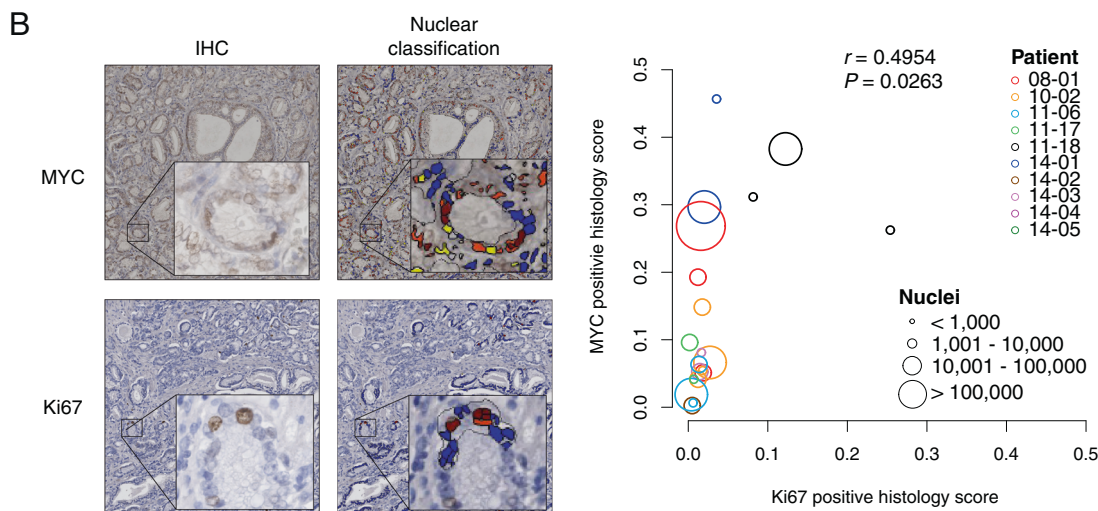 B
IHC
Nuclear
classification
MYC
Ki67
r = 0.4954
P = 0.0263
Patient
08-01
10-02
11-06
11-17
11-18
14-01
14-02
14-03
14-04
14-05
Nuclei
< 1,000
1,001 - 10,000
10,001 - 100,000
> 100,000
MYC positive histology score
0.5
0.4
0.3
0.2
0.1
0.0
0.0 0.1 0.2 0.3 0.4 0.5
Ki67 positive histology score